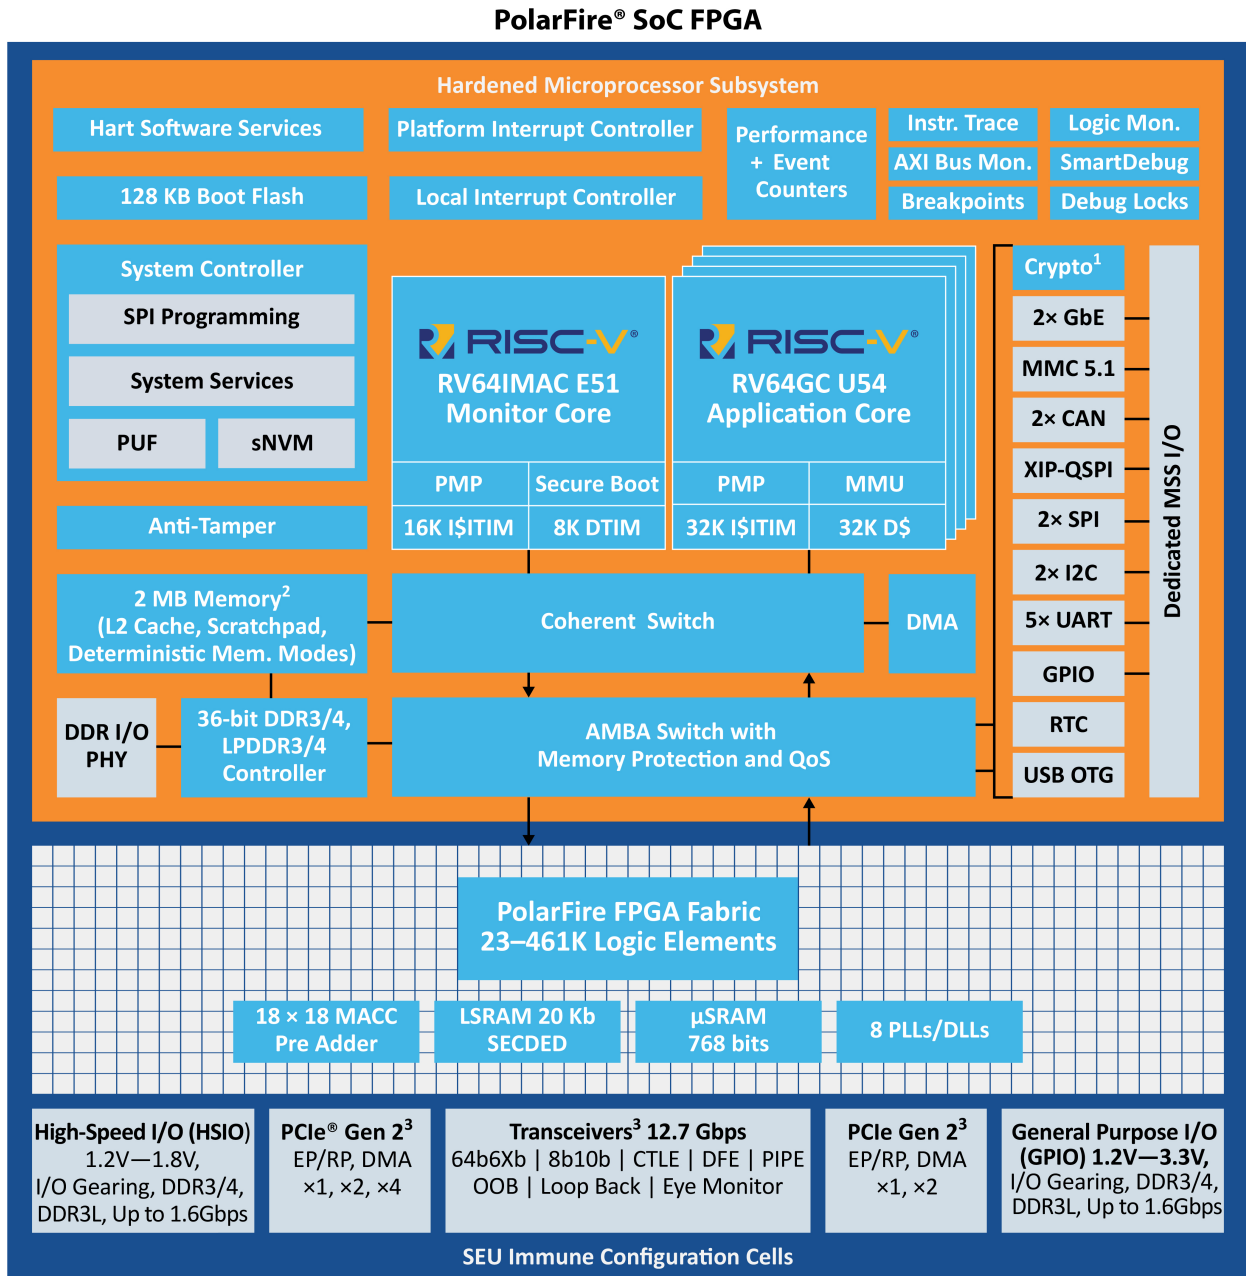 PolarFire® SoC FPGA
Hardened Microprocessor Subsystem
Hart Software Services
Platform Interrupt Controller
Performance
+ Event
Counters
Instr. Trace
Logic Mon.
AXI Bus Mon.
SmartDebug
128 KB Boot Flash
Local Interrupt Controller
Breakpoints
Debug Locks
System Controller
SPI Programming
System Services
PUF
sNVM
Anti-Tamper
RISC-V®
RV64IMAC E51
Monitor Core
PMP
Secure Boot
16K I$ITIM
8K DTIM
RISC-V®
RV64GC U54
Application Core
PMP
MMU
32K I$ITIM
32K D$
Crypto¹
2× GbE
MMC 5.1
2× CAN
XIP-QSPI
2× SPI
2× I2C
5× UART
GPIO
RTC
USB OTG
Dedicated MSS I/O
2 MB Memory²
(L2 Cache, Scratchpad,
Deterministic Mem. Modes)
Coherent Switch
DMA
DDR I/O
PHY
36-bit DDR3/4,
LPDDR3/4
Controller
AMBA Switch with
Memory Protection and QoS
PolarFire FPGA Fabric
23–461K Logic Elements
18 × 18 MACC
Pre Adder
LSRAM 20 Kb
SECDED
µSRAM
768 bits
8 PLLs/DLLs
High-Speed I/O (HSIO)
1.2V—1.8V,
I/O Gearing, DDR3/4,
DDR3L, Up to 1.6Gbps
PCIe® Gen 2³
EP/RP, DMA
×1, ×2, ×4
Transceivers³ 12.7 Gbps
64b6Xb | 8b10b | CTLE | DFE | PIPE
OOB | Loop Back | Eye Monitor
PCIe Gen 2³
EP/RP, DMA
×1, ×2
General Purpose I/O
(GPIO) 1.2V—3.3V,
I/O Gearing, DDR3/4,
DDR3L, Up to 1.6Gbps
SEU Immune Configuration Cells